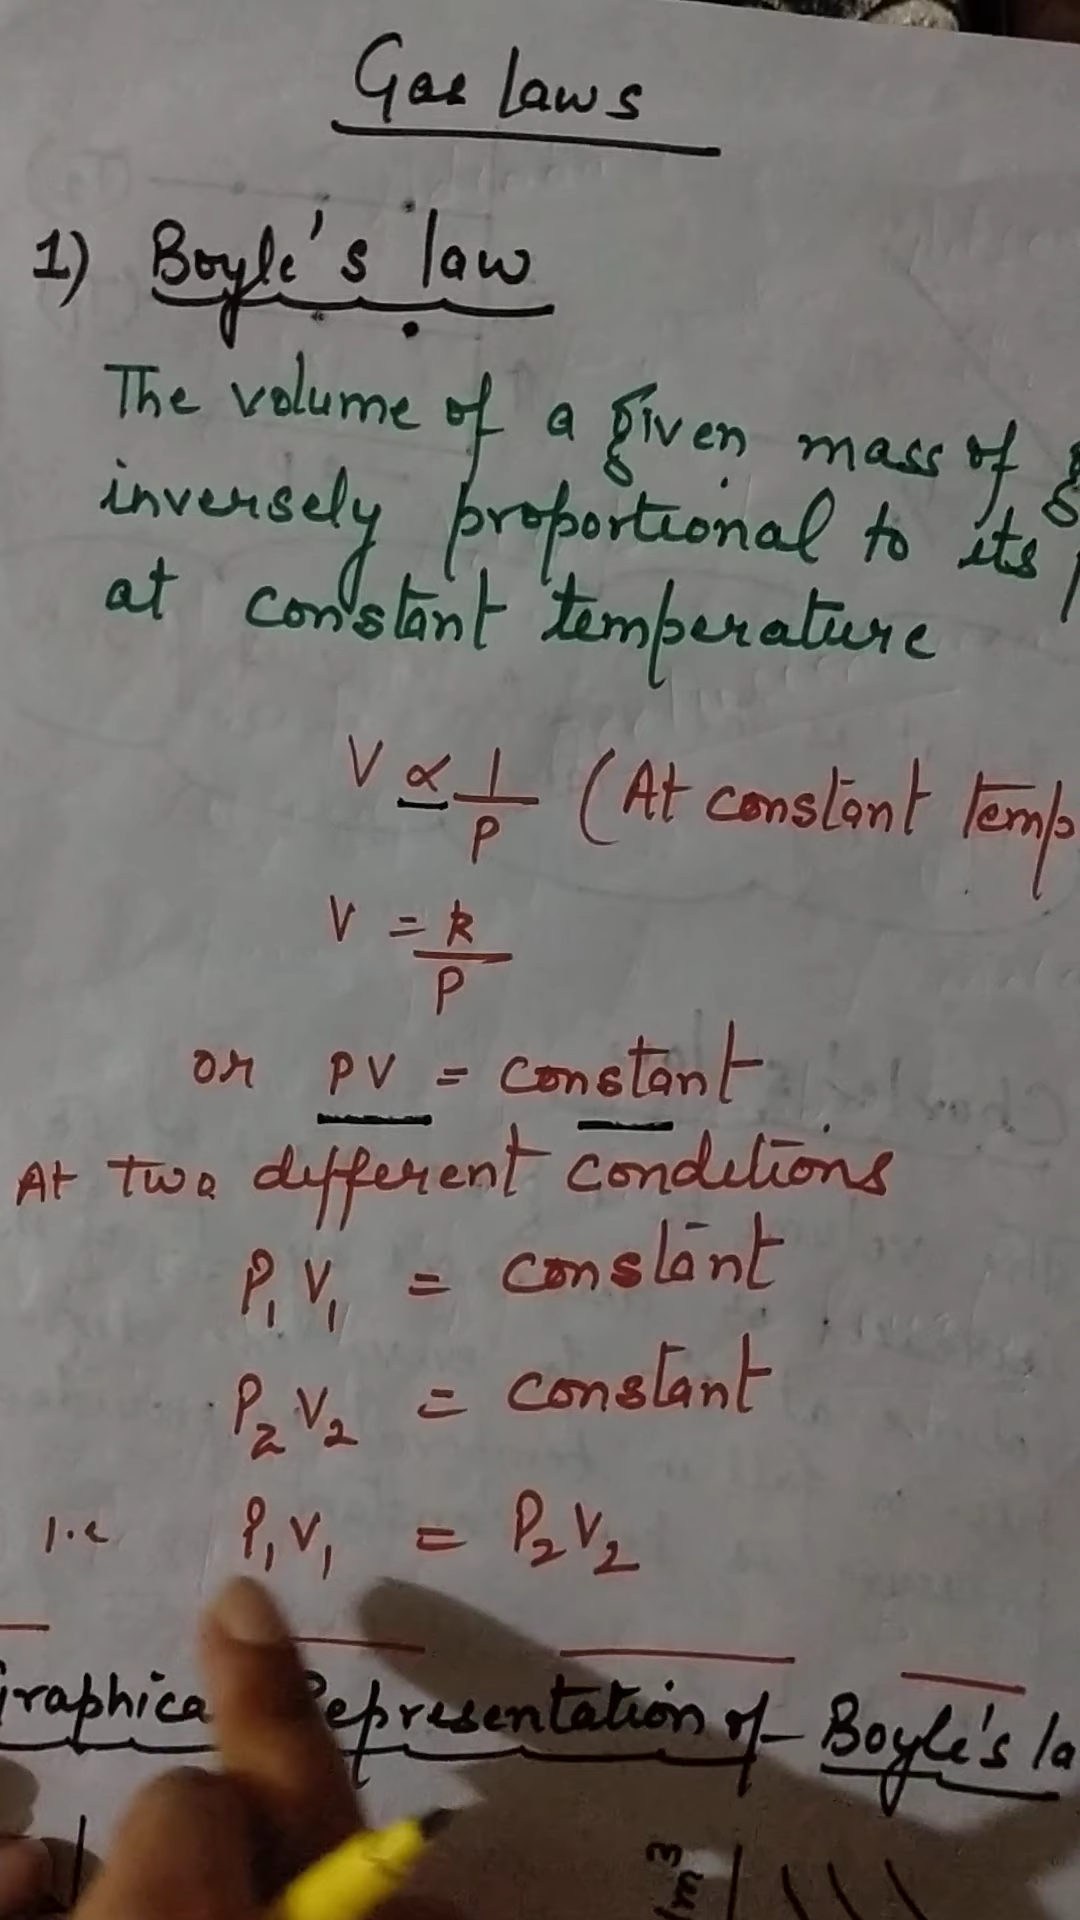 Gas laws
1) Boyle's law
The volume of a given mass of
inversely proportional to its
at constant temperature
V ∝ 1/P (At constant temp
V = k/P
or PV = constant
At two different conditions
P₁V₁ = constant
P₂V₂ = constant
i.e P₁V₁ = P₂V₂
raphica epresentation of Boyle's la
/m3